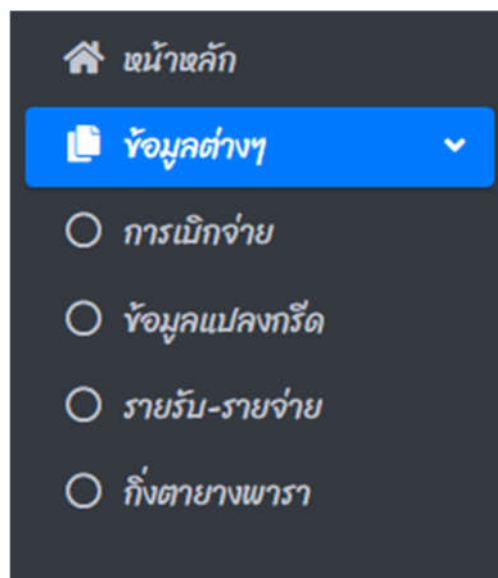 หน้าหลัก
ข้อมูลต่างๆ
การเบิกจ่าย
ข้อมูลแปลงกรีด
รายรับ-รายจ่าย
กิ่งตายางพารา